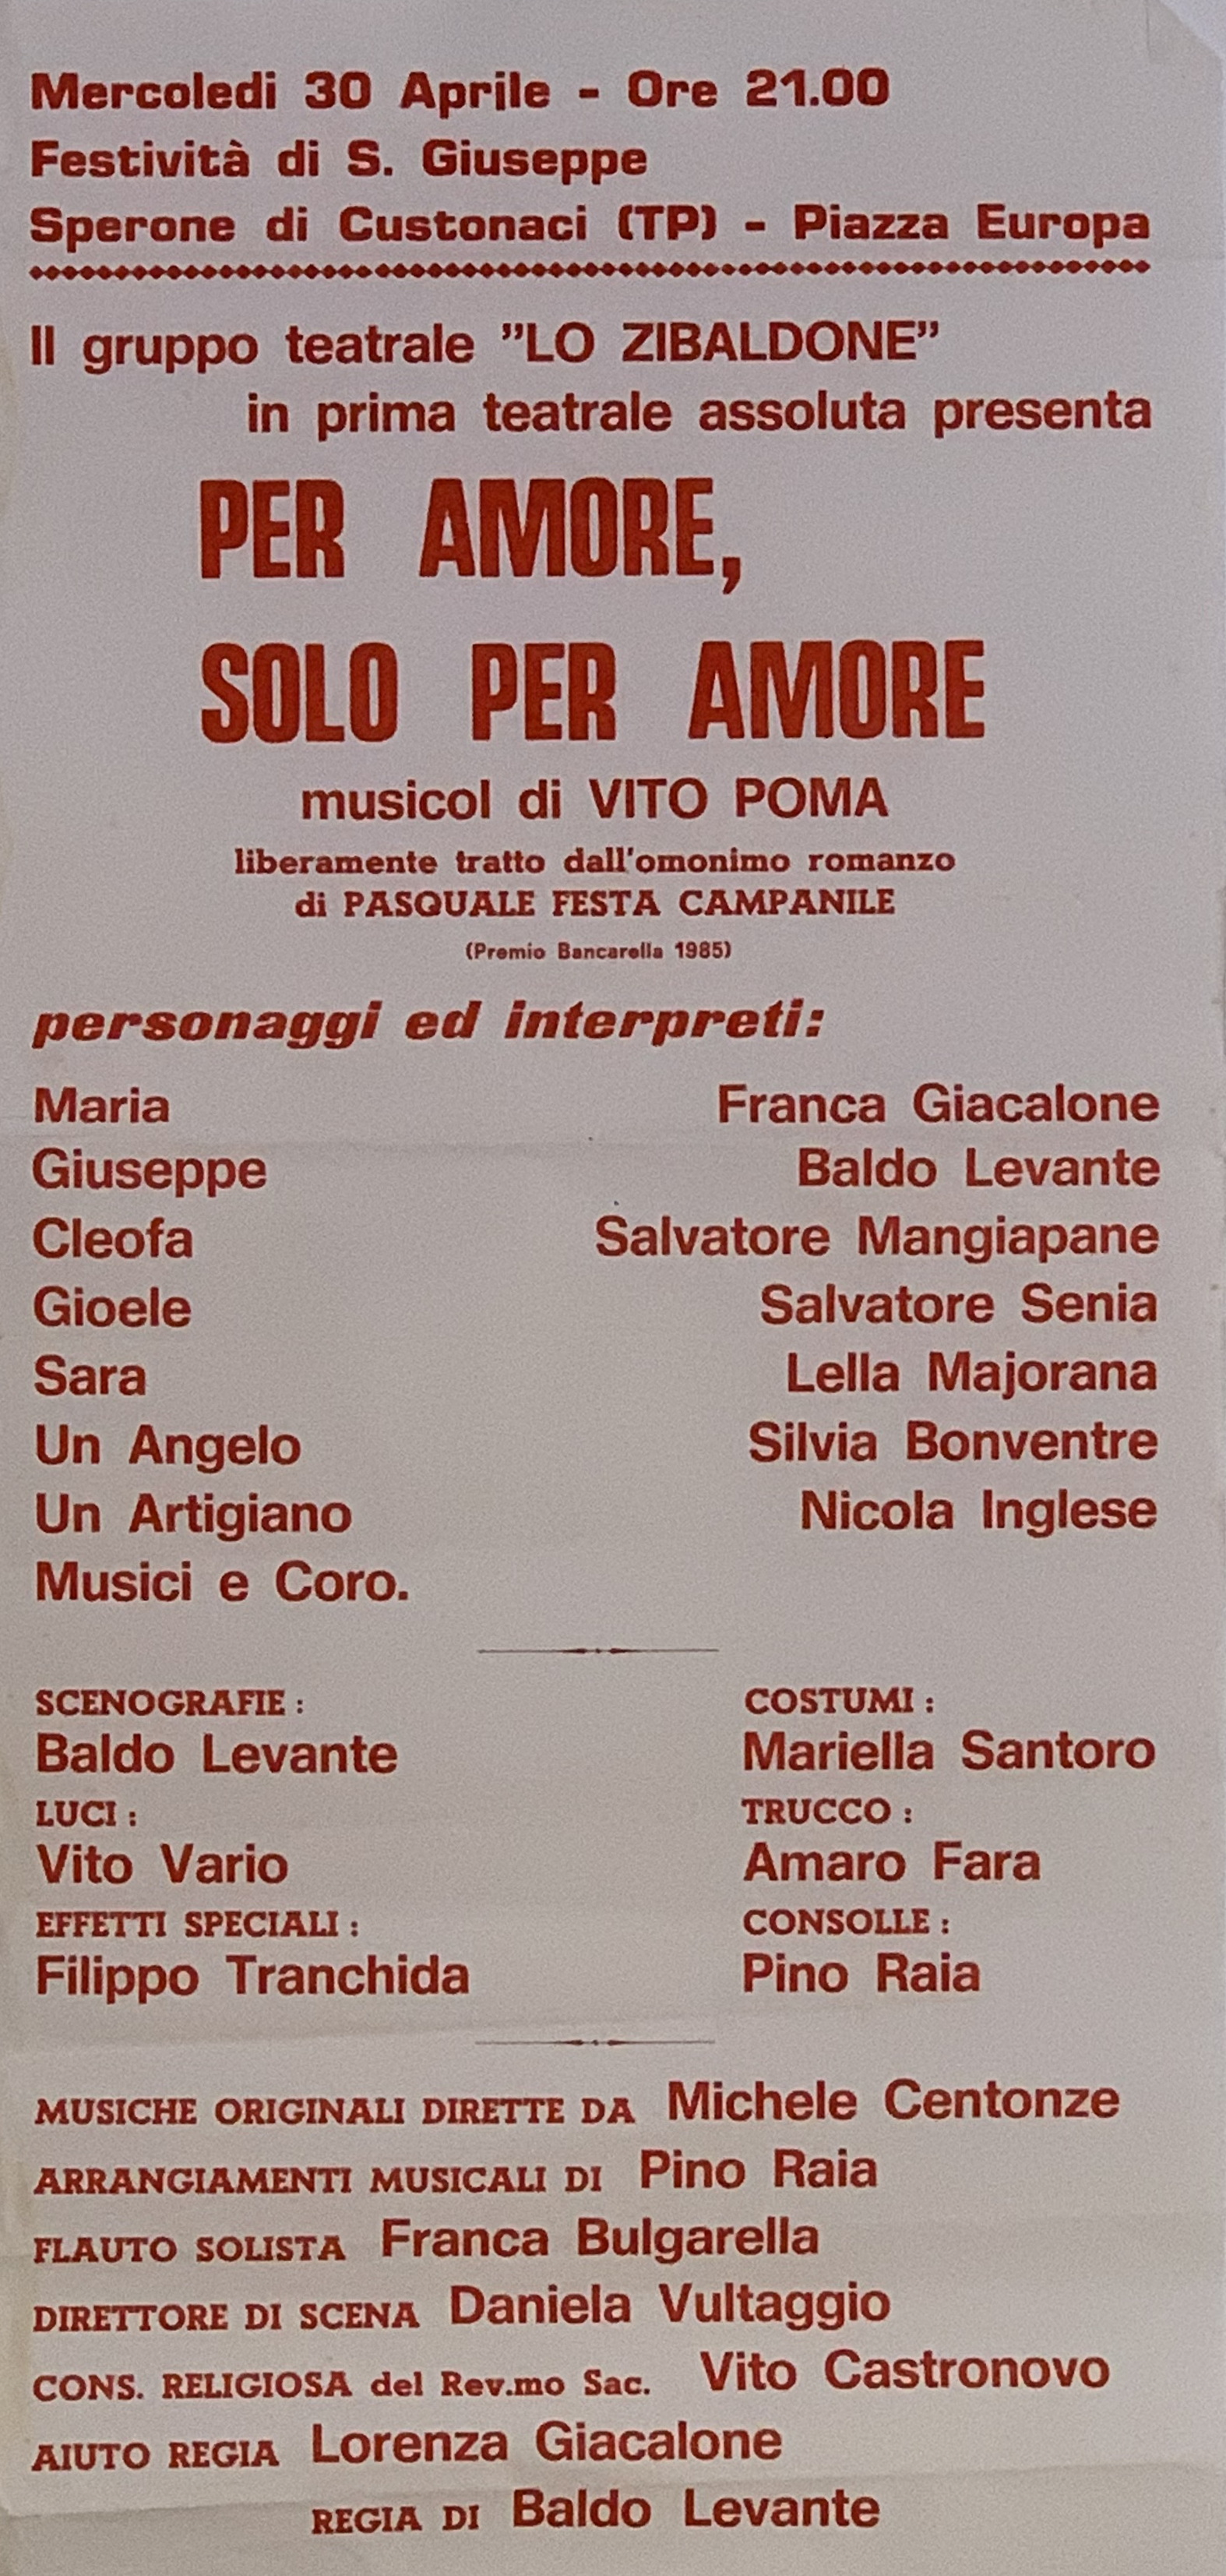 Mercoledi 30 Aprile - Ore 21.00
Festività di S. Giuseppe
Sperone di Custonaci (TP) - Piazza Europa
Il gruppo teatrale ”LO ZIBALDONE”
in prima teatrale assoluta presenta
PER AMORE,
SOLO PER AMORE
musicol di VITO POMA
liberamente tratto dall'omonimo romanzo
di PASQUALE FESTA CAMPANILE
(Premio Bancarella 1985)
personaggi ed interpreti:
Maria Franca Giacalone
Giuseppe Baldo Levante
Cleofa Salvatore Mangiapane
Gioele Salvatore Senia
Sara Lella Majorana
Un Angelo Silvia Bonventre
Un Artigiano Nicola Inglese
Musici e Coro.
SCENOGRAFIE : COSTUMI :
Baldo Levante Mariella Santoro
LUCI : TRUCCO :
Vito Vario Amaro Fara
EFFETTI SPECIALI : CONSOLLE :
Filippo Tranchida Pino Raia
MUSICHE ORIGINALI DIRETTE DA Michele Centonze
ARRANGIAMENTI MUSICALI DI Pino Raia
FLAUTO SOLISTA Franca Bulgarella
DIRETTORE DI SCENA Daniela Vultaggio
CONS. RELIGIOSA del Rev.mo Sac. Vito Castronovo
AIUTO REGIA Lorenza Giacalone
REGIA DI Baldo Levante